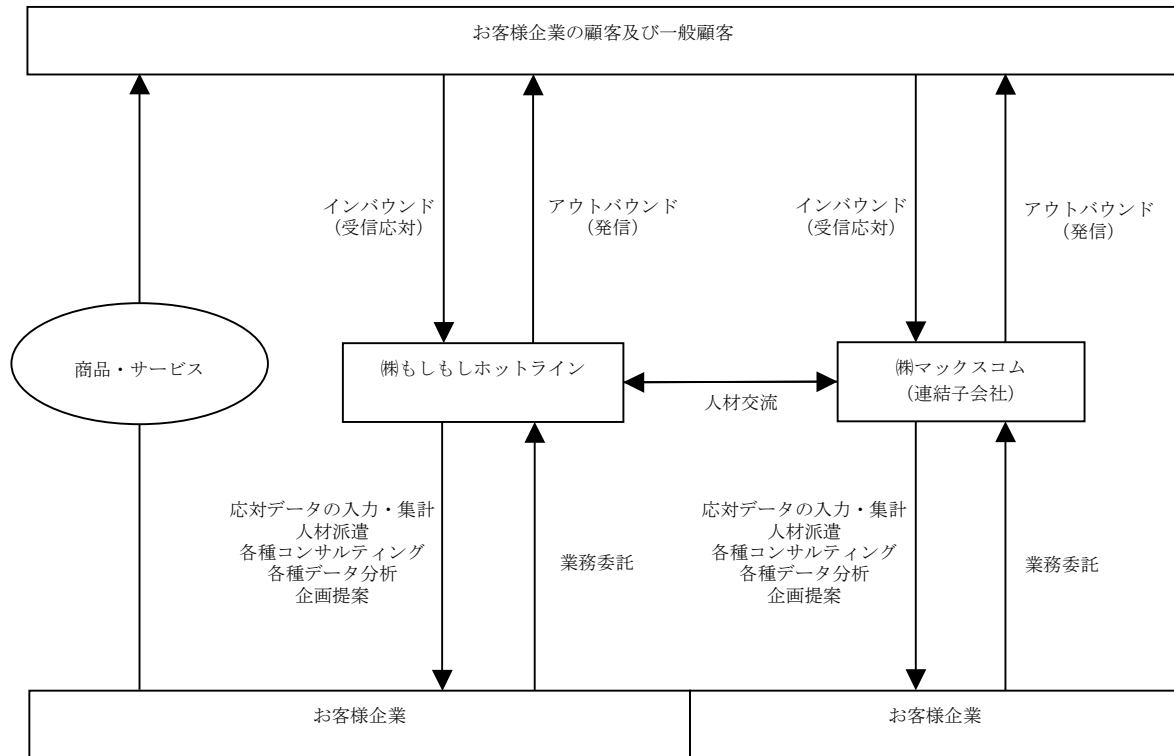 お客様企業の顧客及び一般顧客
インバウンド
（受信応対）
アウトバウンド
（発信）
インバウンド
（受信応対）
アウトバウンド
（発信）
商品・サービス
㈱もしもしホットライン
人材交流
㈱マックスコム
（連結子会社）
応対データの入力・集計
人材派遣
各種コンサルティング
各種データ分析
企画提案
業務委託
応対データの入力・集計
人材派遣
各種コンサルティング
各種データ分析
企画提案
業務委託
お客様企業
お客様企業